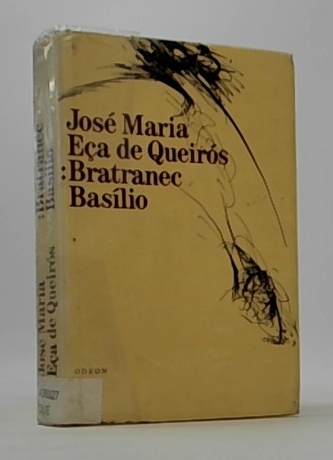 José Maria
Eça de Queirós
:Bratranec
Basílio
ODEON
José Maria :Bratranec
Eça de Queirós Basílio